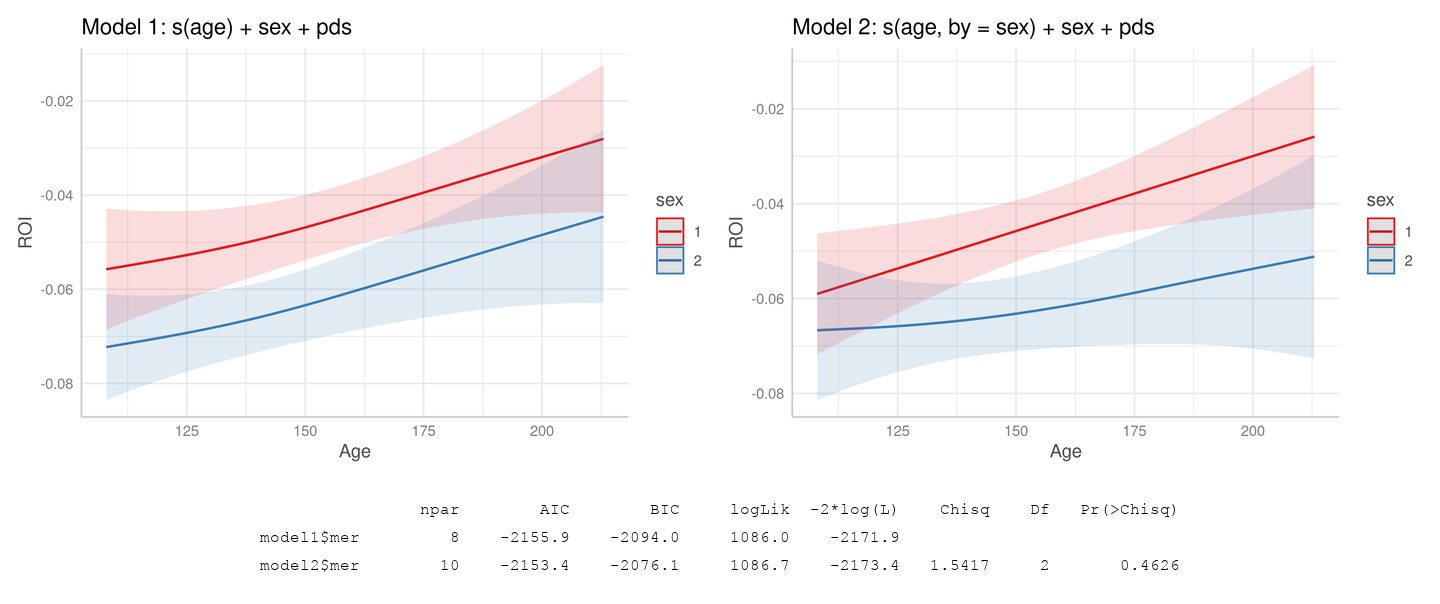 Model 1: s(age) + sex + pds
-0.02
-0.04
-0.06
-0.08
ROI
125 150 175 200
Age
sex
1
2
Model 2: s(age, by = sex) + sex + pds
-0.02
-0.04
-0.06
-0.08
ROI
125 150 175 200
Age
sex
1
2
npar AIC BIC logLik -2*log(L) Chisq Df Pr(>Chisq)
model1$mer 8 -2155.9 -2094.0 1086.0 -2171.9
model2$mer 10 -2153.4 -2076.1 1086.7 -2173.4 1.5417 2 0.4626